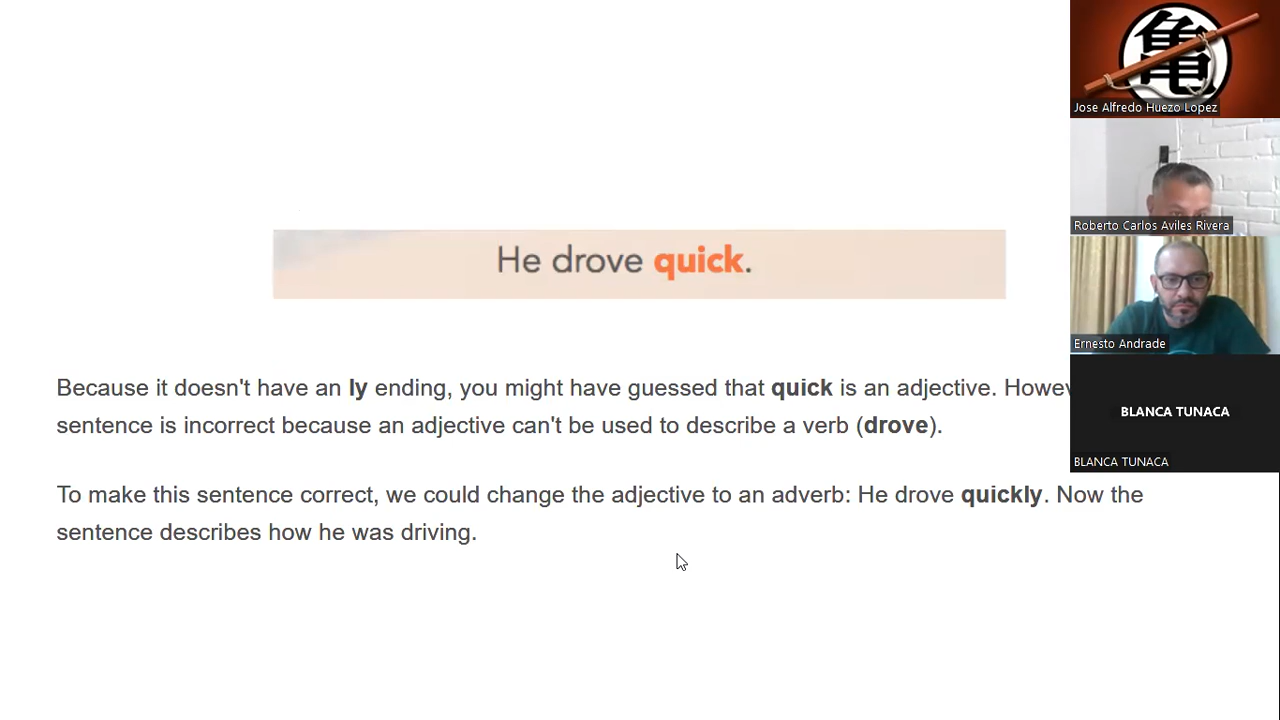 He drove quick.
Because it doesn't have an ly ending, you might have guessed that quick is an adjective.
sentence is incorrect because an adjective can't be used to describe a verb (drove).
To make this sentence correct, we could change the adjective to an adverb: He drove quickly. Now the
sentence describes how he was driving.
亀
Jose Alfredo Huezo Lopez
Roberto Carlos Aviles Rivera
Ernesto Andrade
BLANCA TUNACA
BLANCA TUNACA